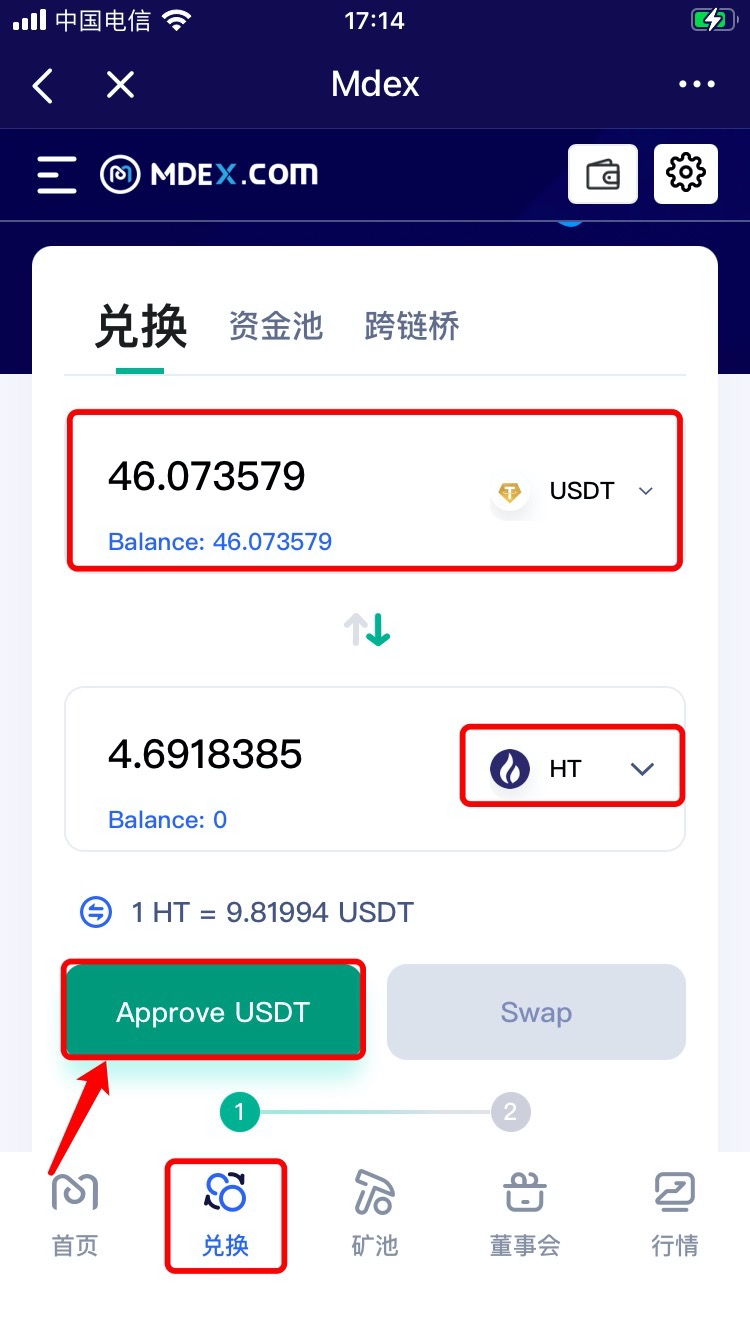 中国电信 17:14
Mdex
MDEX.COM
兑换 资金池 跨链桥
46.073579
USDT
Balance: 46.073579
4.6918385
HT
Balance: 0
1 HT = 9.81994 USDT
Approve USDT Swap
1 2
首页 兑换 矿池 董事会 行情